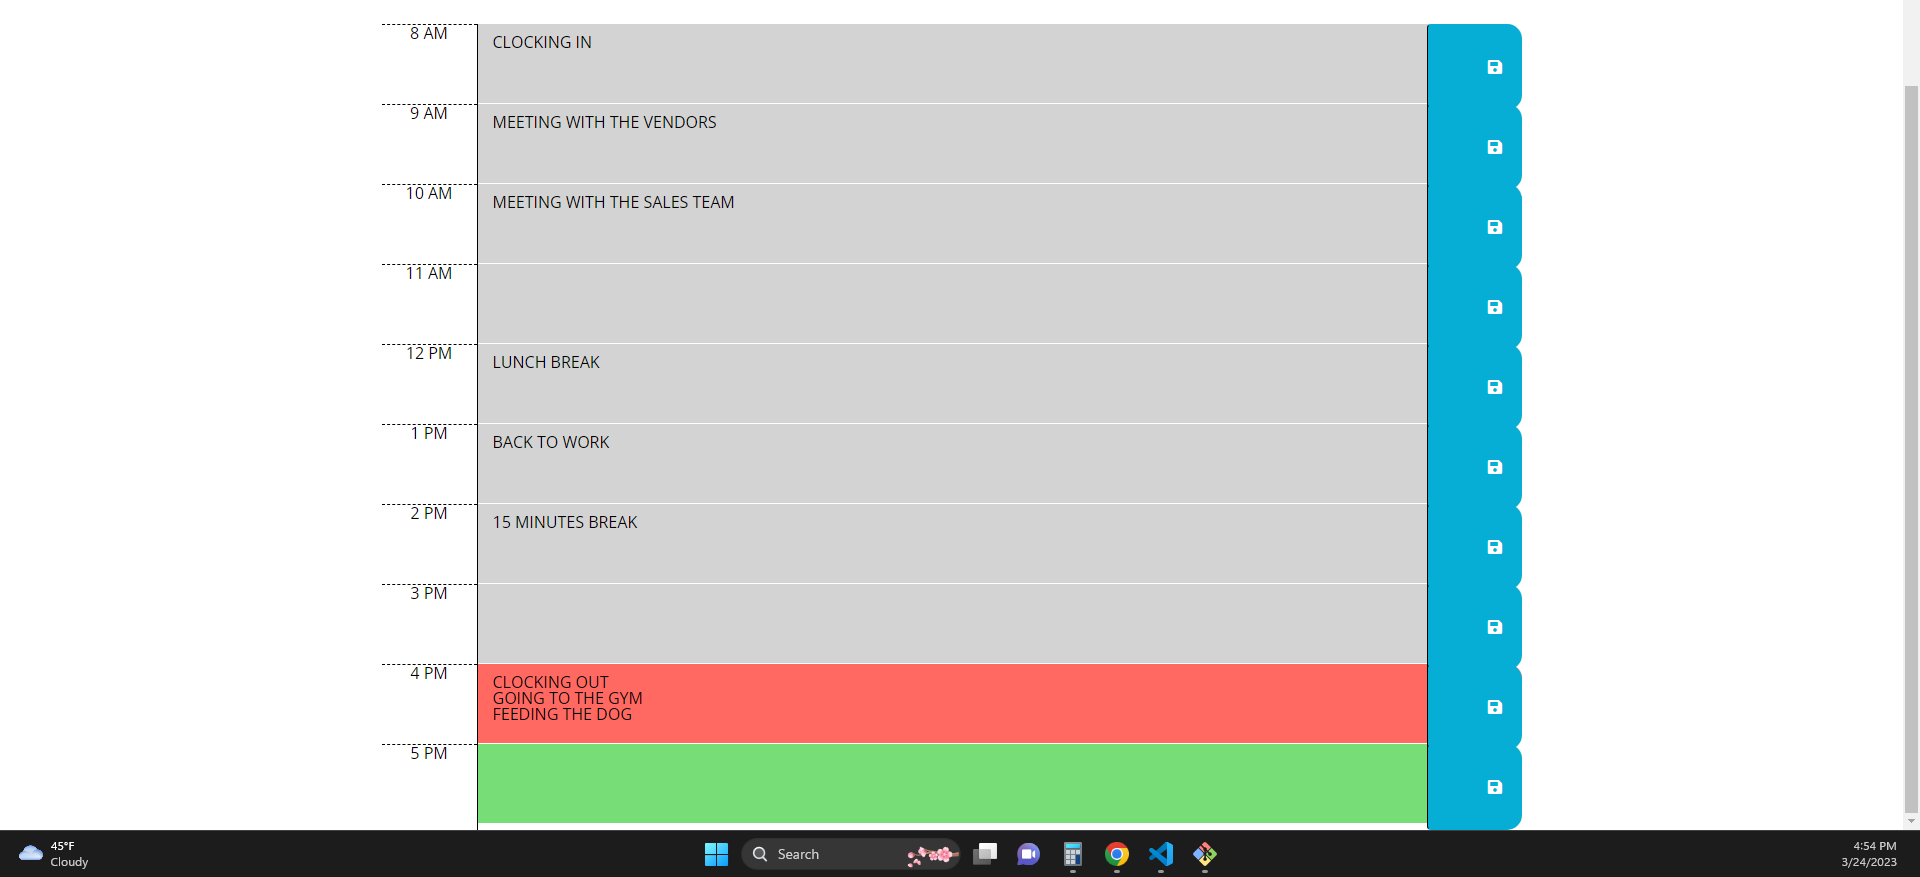 8 AM
CLOCKING IN
9 AM
MEETING WITH THE VENDORS
10 AM
MEETING WITH THE SALES TEAM
11 AM
12 PM
LUNCH BREAK
1 PM
BACK TO WORK
2 PM
15 MINUTES BREAK
3 PM
4 PM
CLOCKING OUT
GOING TO THE GYM
FEEDING THE DOG
5 PM
45°F
Cloudy
Search
4:54 PM
3/24/2023